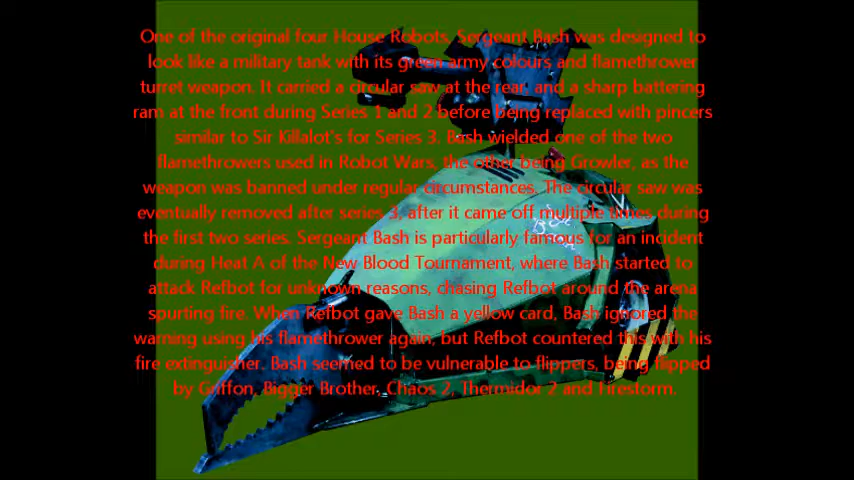 One of the original four House Robots, Sergeant Bash was designed to
look like a military tank with its green army colours and flamethrower
turret weapon. It carried a circular saw at the rear, and a sharp battering
ram at the front during Series 1 and 2 before being replaced with pincers
similar to Sir Killalot's for Series 3. Bash wielded one of the two
flamethrowers used in Robot Wars, the other being Growler, as the
weapon was banned under regular circumstances. The circular saw was
eventually removed after series 3, after it came off multiple times during
the first two series. Sergeant Bash is particularly famous for an incident
during Heat A of the New Blood Tournament, where Bash started to
attack Refbot for unknown reasons, chasing Refbot around the arena
spurting fire. When Refbot gave Bash a yellow card, Bash ignored the
warning using his flamethrower again, but Refbot countered this with his
fire extinguisher. Bash seemed to be vulnerable to flippers, being flipped
by Griffon, Bigger Brother, Chaos 2, Thermidor 2 and Firestorm.